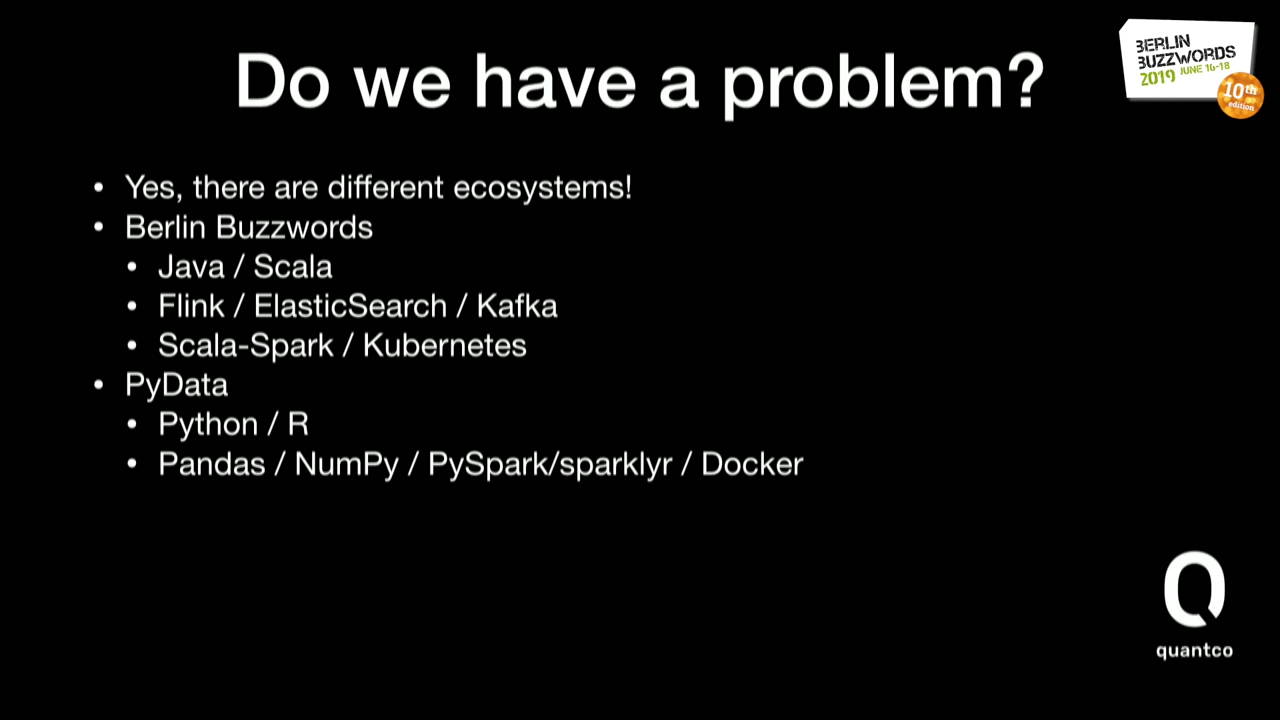 Do we have a problem?
BERLIN
BUZZWORDS
2019 JUNE 16-18
10th
edition
• Yes, there are different ecosystems!
• Berlin Buzzwords
• Java / Scala
• Flink / ElasticSearch / Kafka
• Scala-Spark / Kubernetes
• PyData
• Python / R
• Pandas / NumPy / PySpark/sparklyr / Docker
Q
quantco